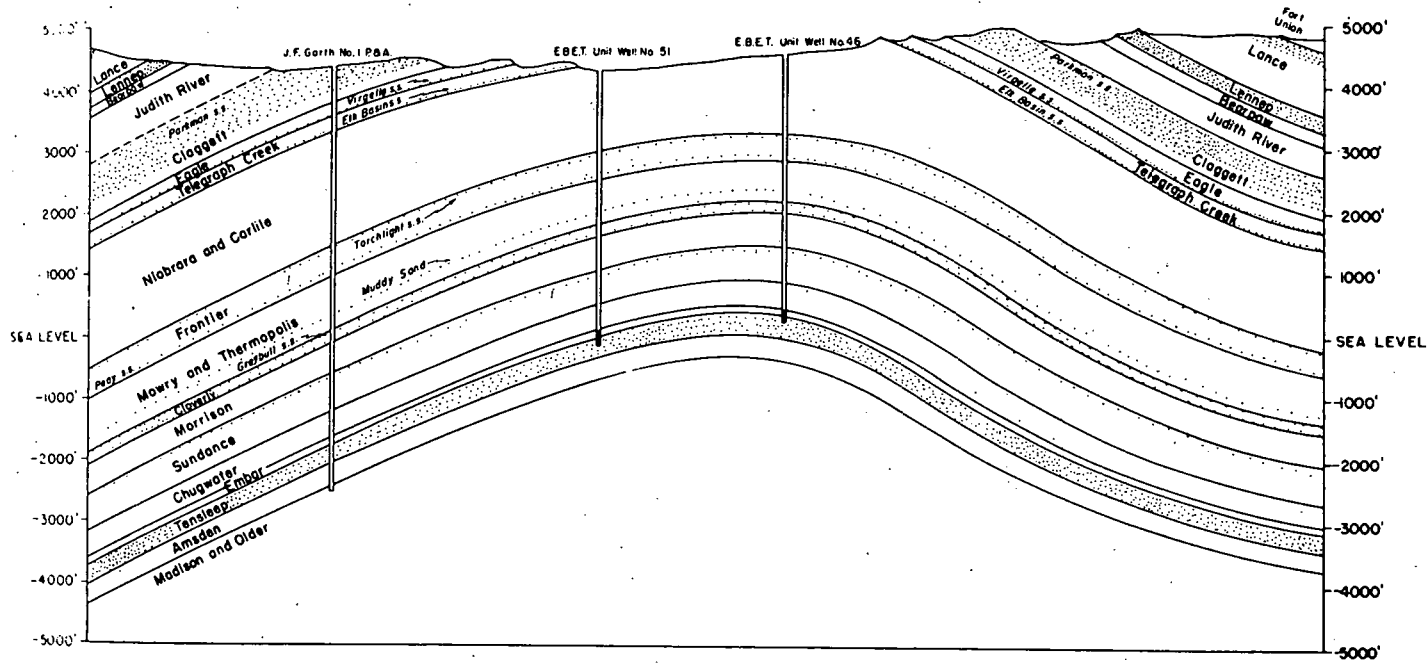 J.F. Garth No. 1 P.&A.
E.B.E.T. Unit Well No. 51
E.B.E.T. Unit Well No. 46
Fort
Union
5000'
4000'
3000'
2000'
1000'
SEA LEVEL
-1000'
-2000'
-3000'
-4000'
-5000'
Lance
Lennep
Bearpaw
Judith River
Parkman s.s.
Claggett
Eagle
Telegraph Creek
Virgelle s.s.
Elk Basin s.s.
Niobrara and Carlile
Torchlight s.s.
Frontier
Peay s.s.
Muddy Sand
Mowry and Thermopolis
Greybull s.s.
Cloverly
Morrison
Sundance
Chugwater
Embar
Tensleep
Amsden
Madison and Older
Lance
Lennep
Bearpaw
Judith River
Parkman s.s.
Claggett
Eagle
Telegraph Creek
Virgelle s.s.
Elk Basin s.s.
5000'
4000'
3000'
2000'
1000'
SEA LEVEL
-1000'
-2000'
-3000'
-4000'
-5000'